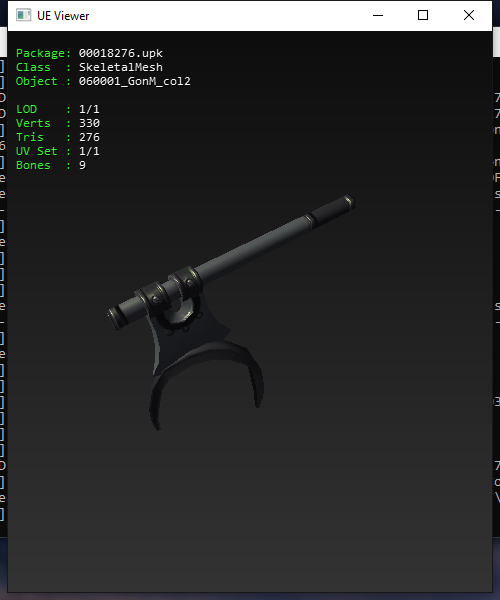 UE Viewer
Package: 00018276.upk
Class  : SkeletalMesh
Object : 060001_GonM_col2
LOD    : 1/1
Verts  : 330
Tris   : 276
UV Set : 1/1
Bones  : 9